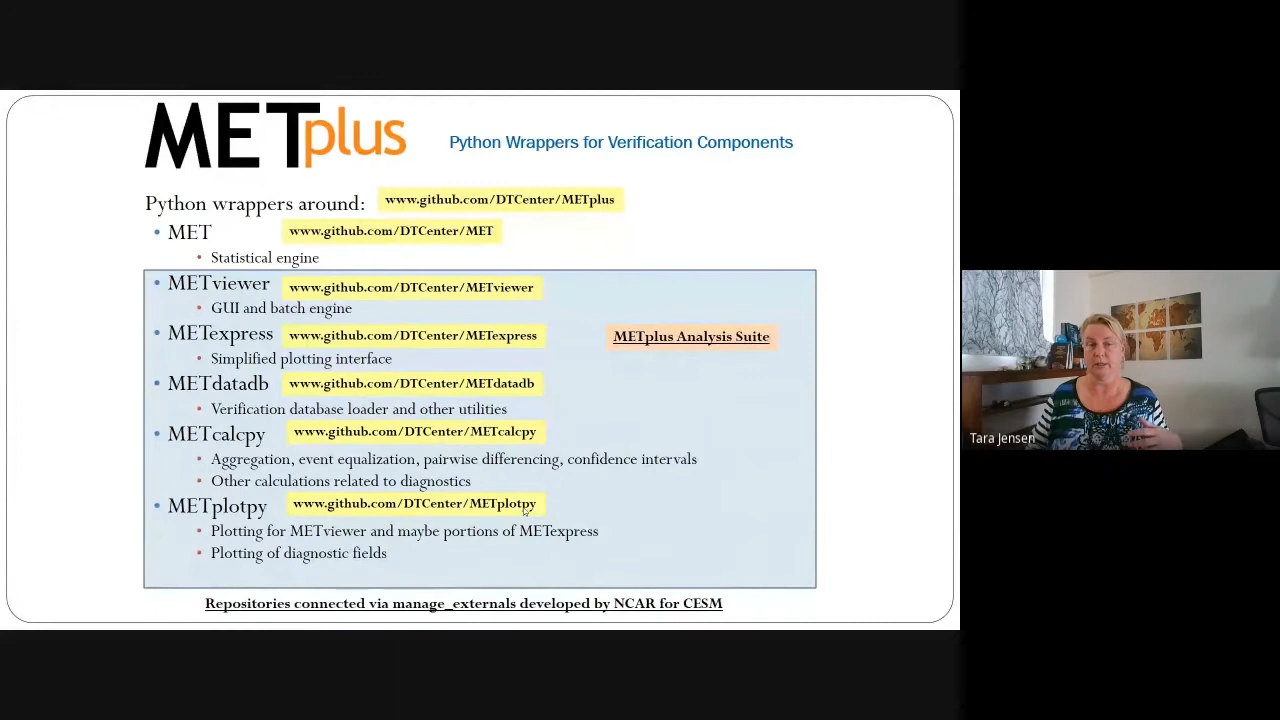 METplus
Python Wrappers for Verification Components
Python wrappers around: www.github.com/DTCenter/METplus
• MET www.github.com/DTCenter/MET
• Statistical engine
• METviewer www.github.com/DTCenter/METviewer
• GUI and batch engine
• METexpress www.github.com/DTCenter/METexpress METplus Analysis Suite
• Simplified plotting interface
• METdatadb www.github.com/DTCenter/METdatadb
• Verification database loader and other utilities
• METcalcpy www.github.com/DTCenter/METcalcpy
• Aggregation, event equalization, pairwise differencing, confidence intervals
• Other calculations related to diagnostics
• METplotpy www.github.com/DTCenter/METplotpy
• Plotting for METviewer and maybe portions of METexpress
• Plotting of diagnostic fields
Repositories connected via manage_externals developed by NCAR for CESM
Tara Jensen